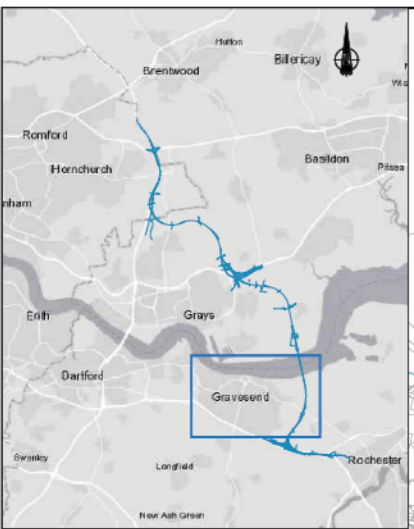 Hutton
Billericay
Brentwood
Romford
Basildon
Hornchurch
Pitsea
nham
Erith
Grays
Dartford
Gravesend
Swanley
Longfield
Rochester
New Ash Green